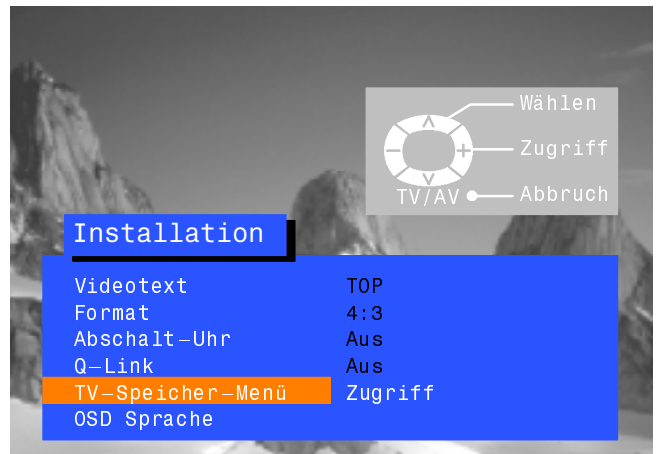 Wählen
Zugriff
TV/AV Abbruch
Installation
Videotext TOP
Format 4:3
Abschalt-Uhr Aus
Q-Link Aus
TV-Speicher-Menü Zugriff
OSD Sprache